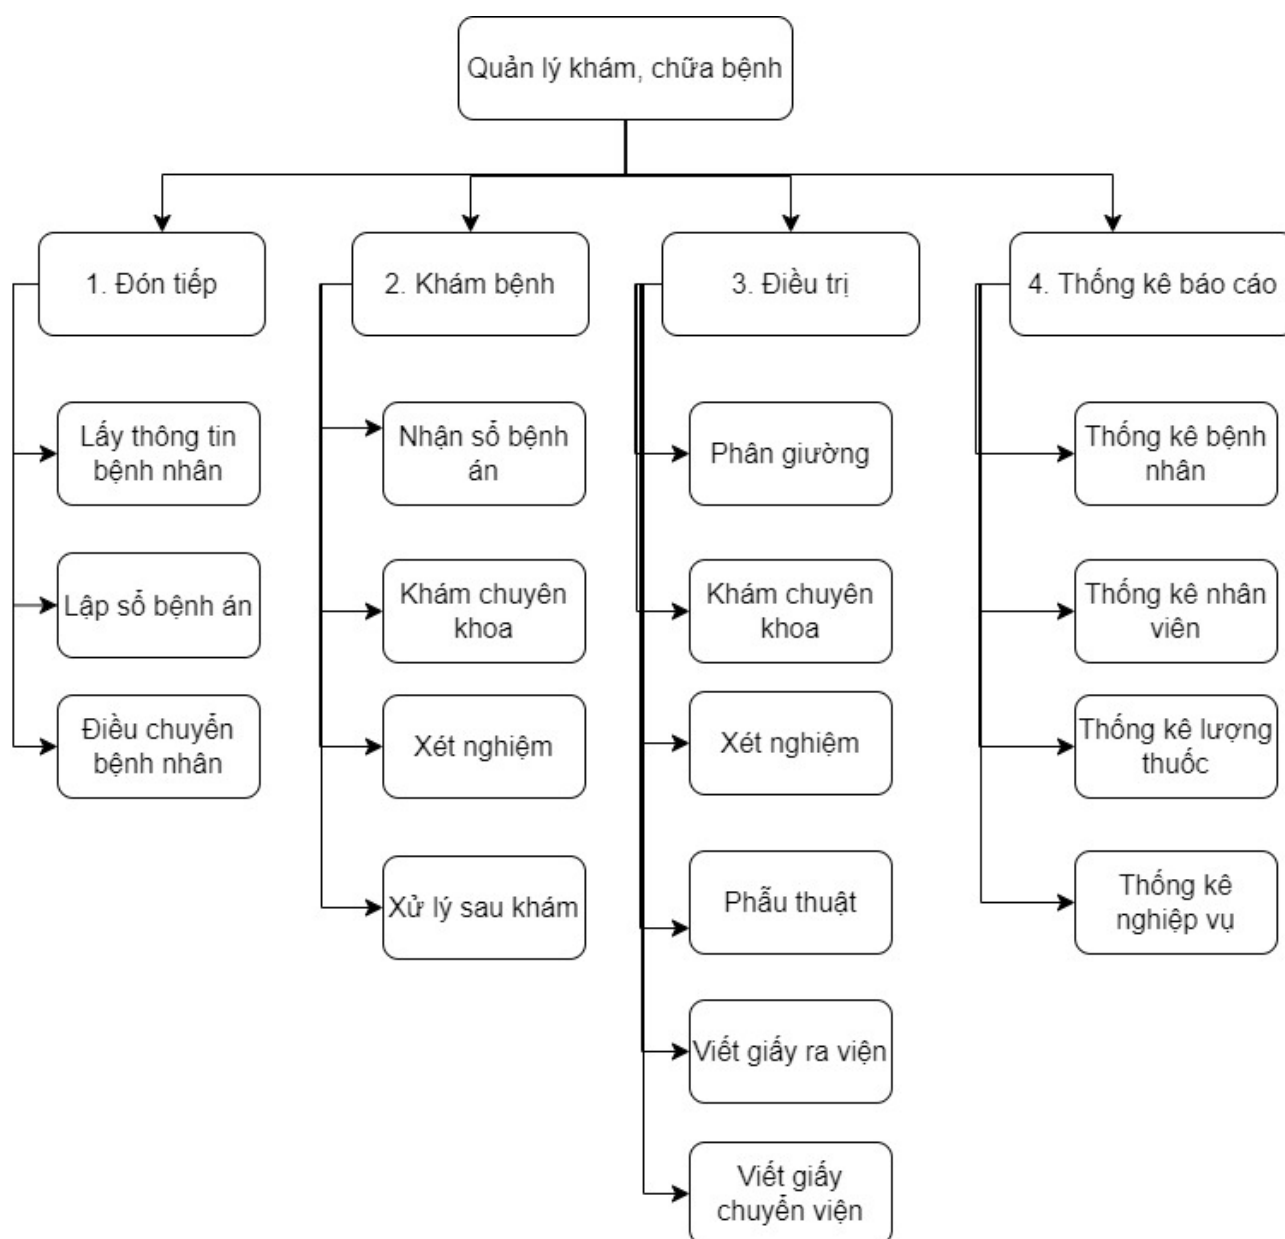 Quản lý khám, chữa bệnh
1. Đón tiếp
2. Khám bệnh
3. Điều trị
4. Thống kê báo cáo
Lấy thông tin
bệnh nhân
Lập sổ bệnh án
Điều chuyển
bệnh nhân
Nhận sổ bệnh
án
Khám chuyên
khoa
Xét nghiệm
Xử lý sau khám
Phân giường
Khám chuyên
khoa
Xét nghiệm
Phẫu thuật
Viết giấy ra viện
Viết giấy
chuyển viện
Thống kê bệnh
nhân
Thống kê nhân
viên
Thống kê lượng
thuốc
Thống kê
nghiệp vụ